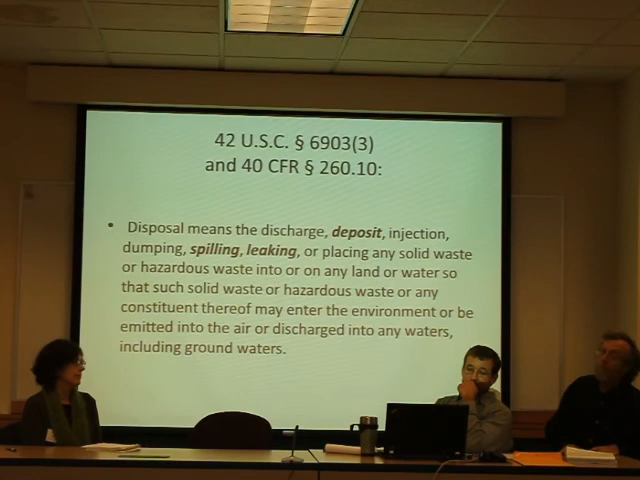 42 U.S.C. § 6903(3)
and 40 CFR § 260.10:
• Disposal means the discharge, deposit, injection,
dumping, spilling, leaking, or placing any solid waste
or hazardous waste into or on any land or water so
that such solid waste or hazardous waste or any
constituent thereof may enter the environment or be
emitted into the air or discharged into any waters,
including ground waters.